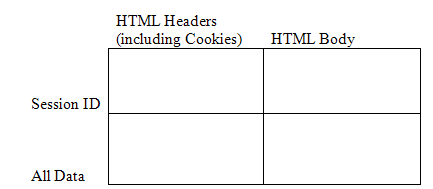 HTML Headers
(including Cookies) HTML Body
Session ID
All Data